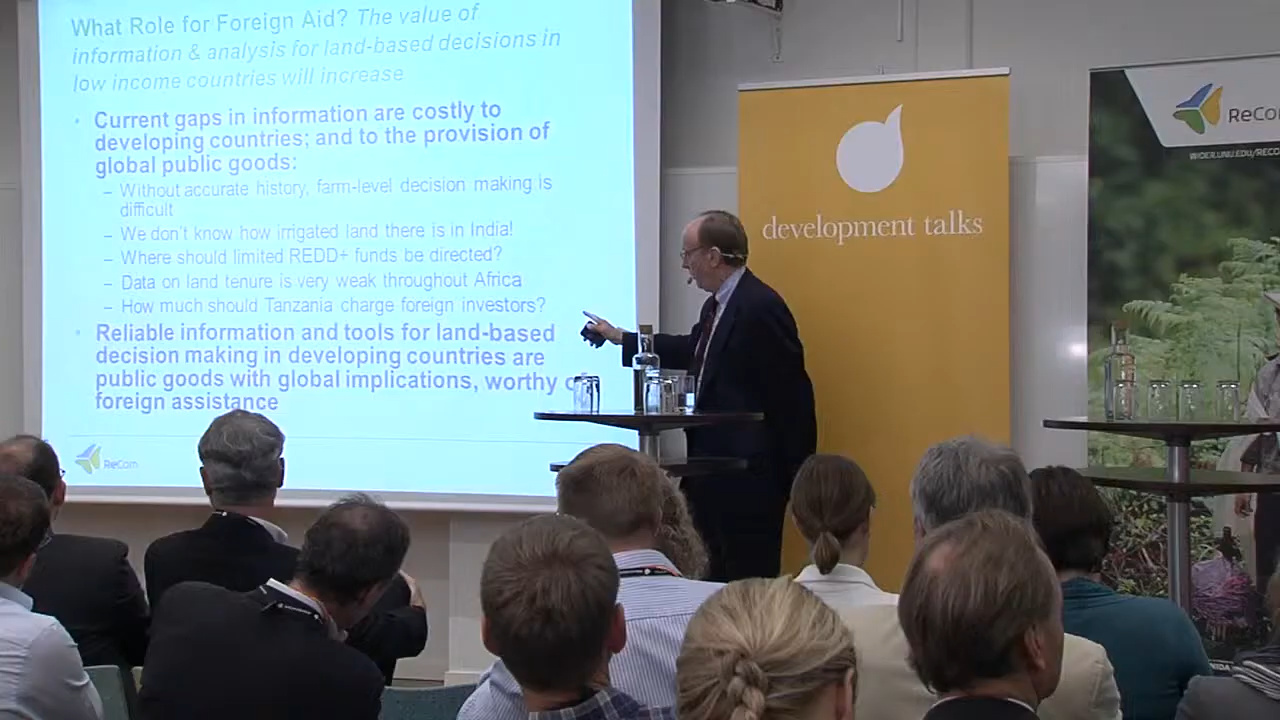 What Role for Foreign Aid? The value of
information & analysis for land-based decisions in
low income countries will increase
Current gaps in information are costly to
developing countries; and to the provision of
global public goods:
– Without accurate history, farm-level decision making is
difficult
– We don't know how irrigated land there is in India!
– Where should limited REDD+ funds be directed?
– Data on land tenure is very weak throughout Africa
– How much should Tanzania charge foreign investors?
Reliable information and tools for land-based
decision making in developing countries are
public goods with global implications, worthy
foreign assistance
ReCom
development talks
ReCo
WIDER.UNU.EDU/RECO